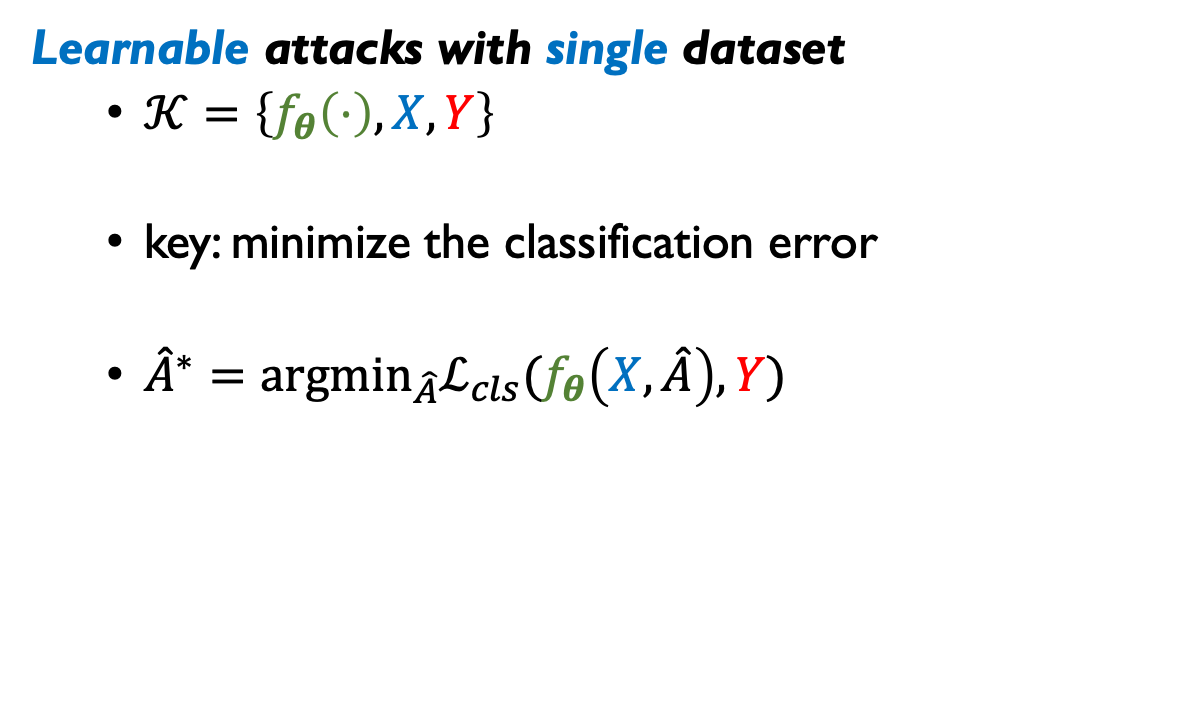 Learnable attacks with single dataset
• 𝒦 = {f_𝜽(·), X, Y}
• key: minimize the classification error
• Â* = argmin_Â ℒ_cls(f_𝜽(X, Â), Y)